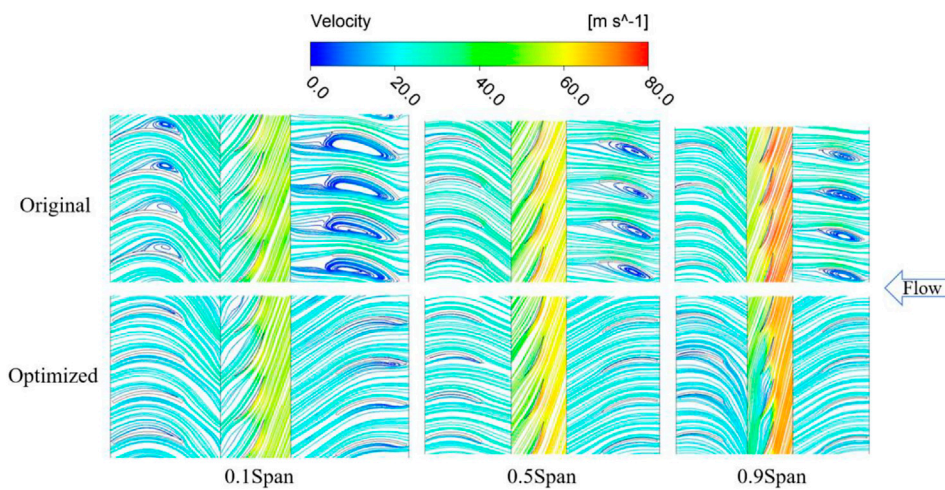 Velocity [m s^-1]
0.0 20.0 40.0 60.0 80.0
Original
Flow
Optimized
0.1Span 0.5Span 0.9Span